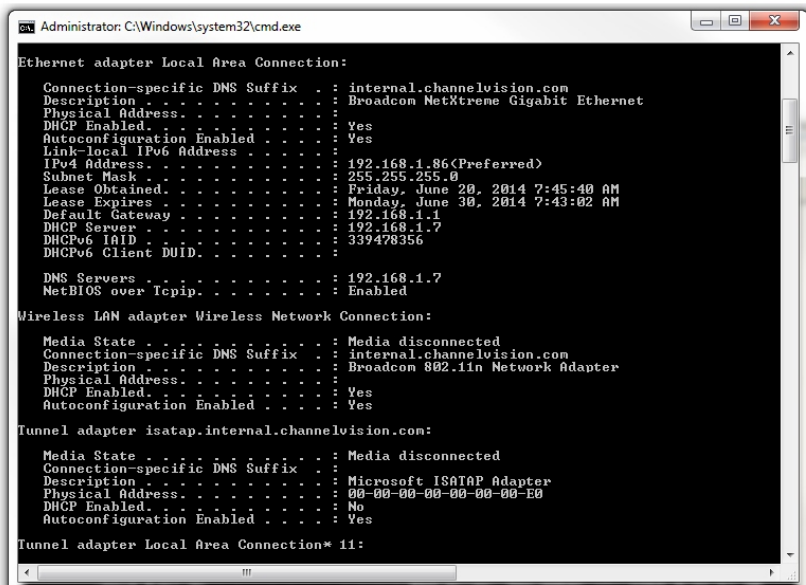 Administrator: C:\Windows\system32\cmd.exe
Ethernet adapter Local Area Connection:
Connection-specific DNS Suffix . : internal.channelvision.com
Description . . . . . . . . . . . : Broadcom NetXtreme Gigabit Ethernet
Physical Address. . . . . . . . . :
DHCP Enabled. . . . . . . . . . . : Yes
Autoconfiguration Enabled . . . . : Yes
Link-local IPv6 Address . . . . . :
IPv4 Address. . . . . . . . . . . : 192.168.1.86(Preferred)
Subnet Mask . . . . . . . . . . . : 255.255.255.0
Lease Obtained. . . . . . . . . . : Friday, June 20, 2014 7:45:40 AM
Lease Expires . . . . . . . . . . : Monday, June 30, 2014 7:43:02 AM
Default Gateway . . . . . . . . . : 192.168.1.1
DHCP Server . . . . . . . . . . . : 192.168.1.7
DHCPv6 IAID . . . . . . . . . . . : 339478356
DHCPv6 Client DUID. . . . . . . . :
DNS Servers . . . . . . . . . . . : 192.168.1.7
NetBIOS over Tcpip. . . . . . . . : Enabled
Wireless LAN adapter Wireless Network Connection:
Media State . . . . . . . . . . . : Media disconnected
Connection-specific DNS Suffix . : internal.channelvision.com
Description . . . . . . . . . . . : Broadcom 802.11n Network Adapter
Physical Address. . . . . . . . . :
DHCP Enabled. . . . . . . . . . . : Yes
Autoconfiguration Enabled . . . . : Yes
Tunnel adapter isatap.internal.channelvision.com:
Media State . . . . . . . . . . . : Media disconnected
Connection-specific DNS Suffix . :
Description . . . . . . . . . . . : Microsoft ISATAP Adapter
Physical Address. . . . . . . . . : 00-00-00-00-00-00-00-E0
DHCP Enabled. . . . . . . . . . . : No
Autoconfiguration Enabled . . . . : Yes
Tunnel adapter Local Area Connection* 11: